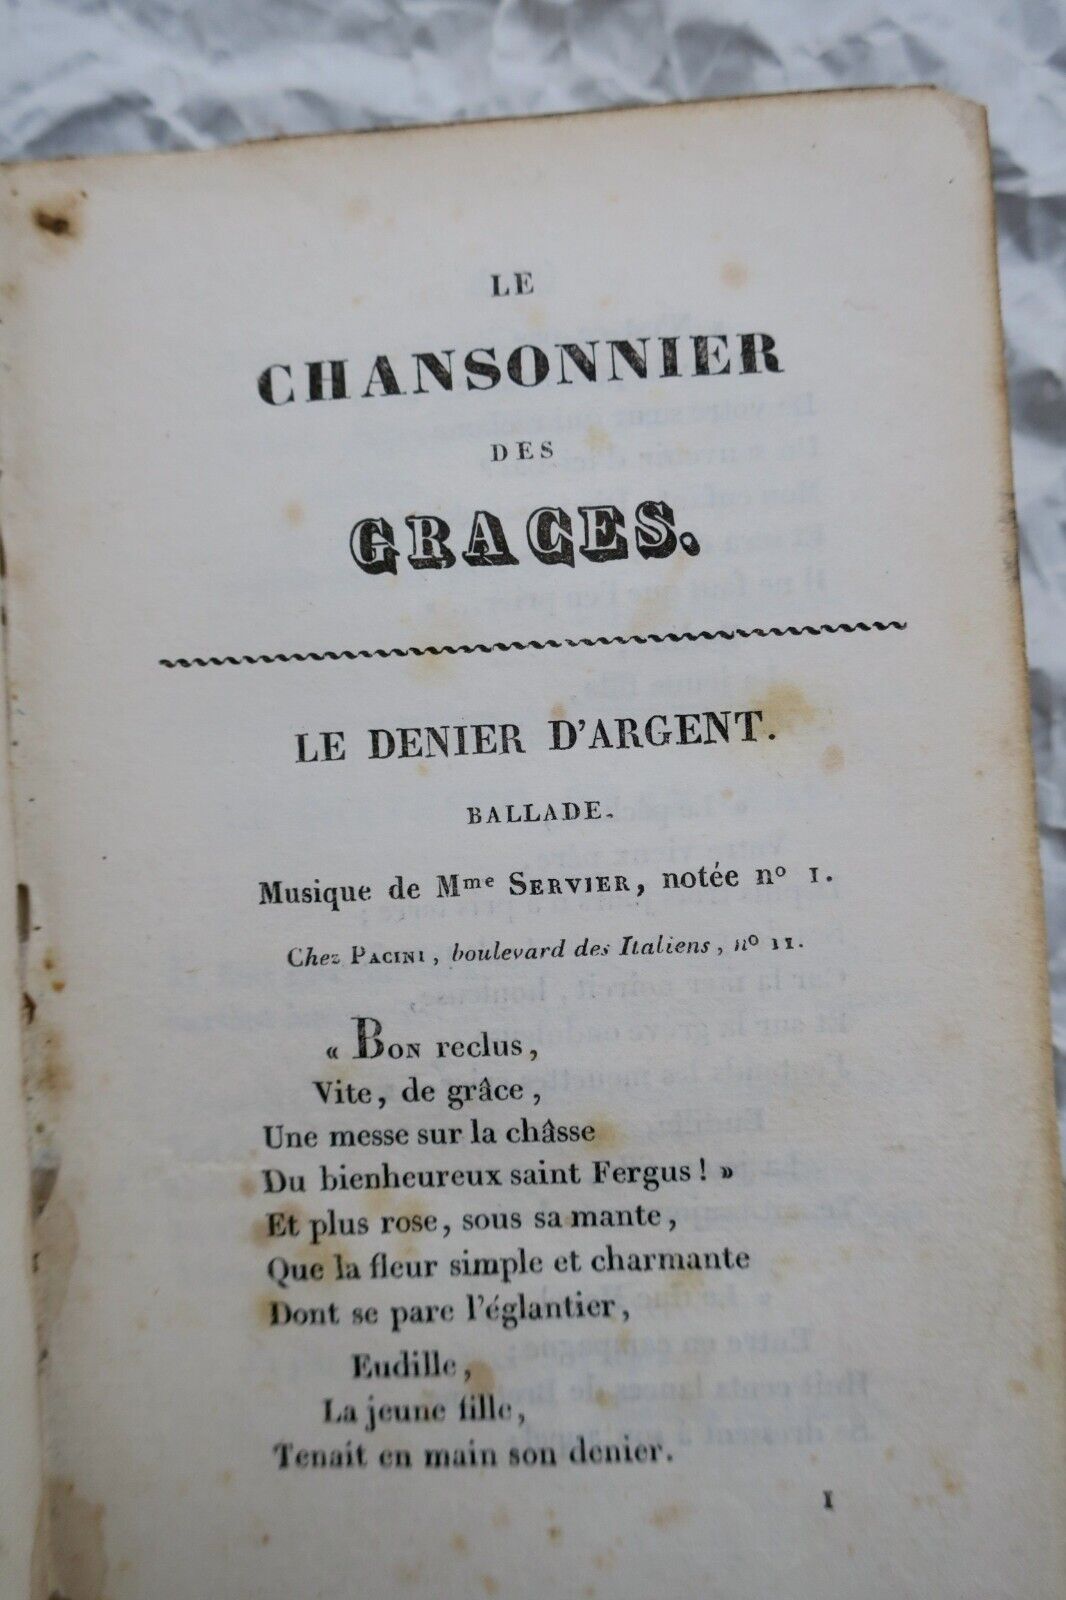 LE
CHANSONNIER
DES
GRACES.
LE DENIER D'ARGENT.
BALLADE.
Musique de Mme SERVIER, notée no 1.
Chez PACINI, boulevard des Italiens, no 11.
« BON reclus,
Vite, de grâce,
Une messe sur la châsse
Du bienheureux saint Fergus ! »
Et plus rose, sous sa mante,
Que la fleur simple et charmante
Dont se pare l'églantier,
Eudille,
La jeune fille,
Tenait en main son denier.
1